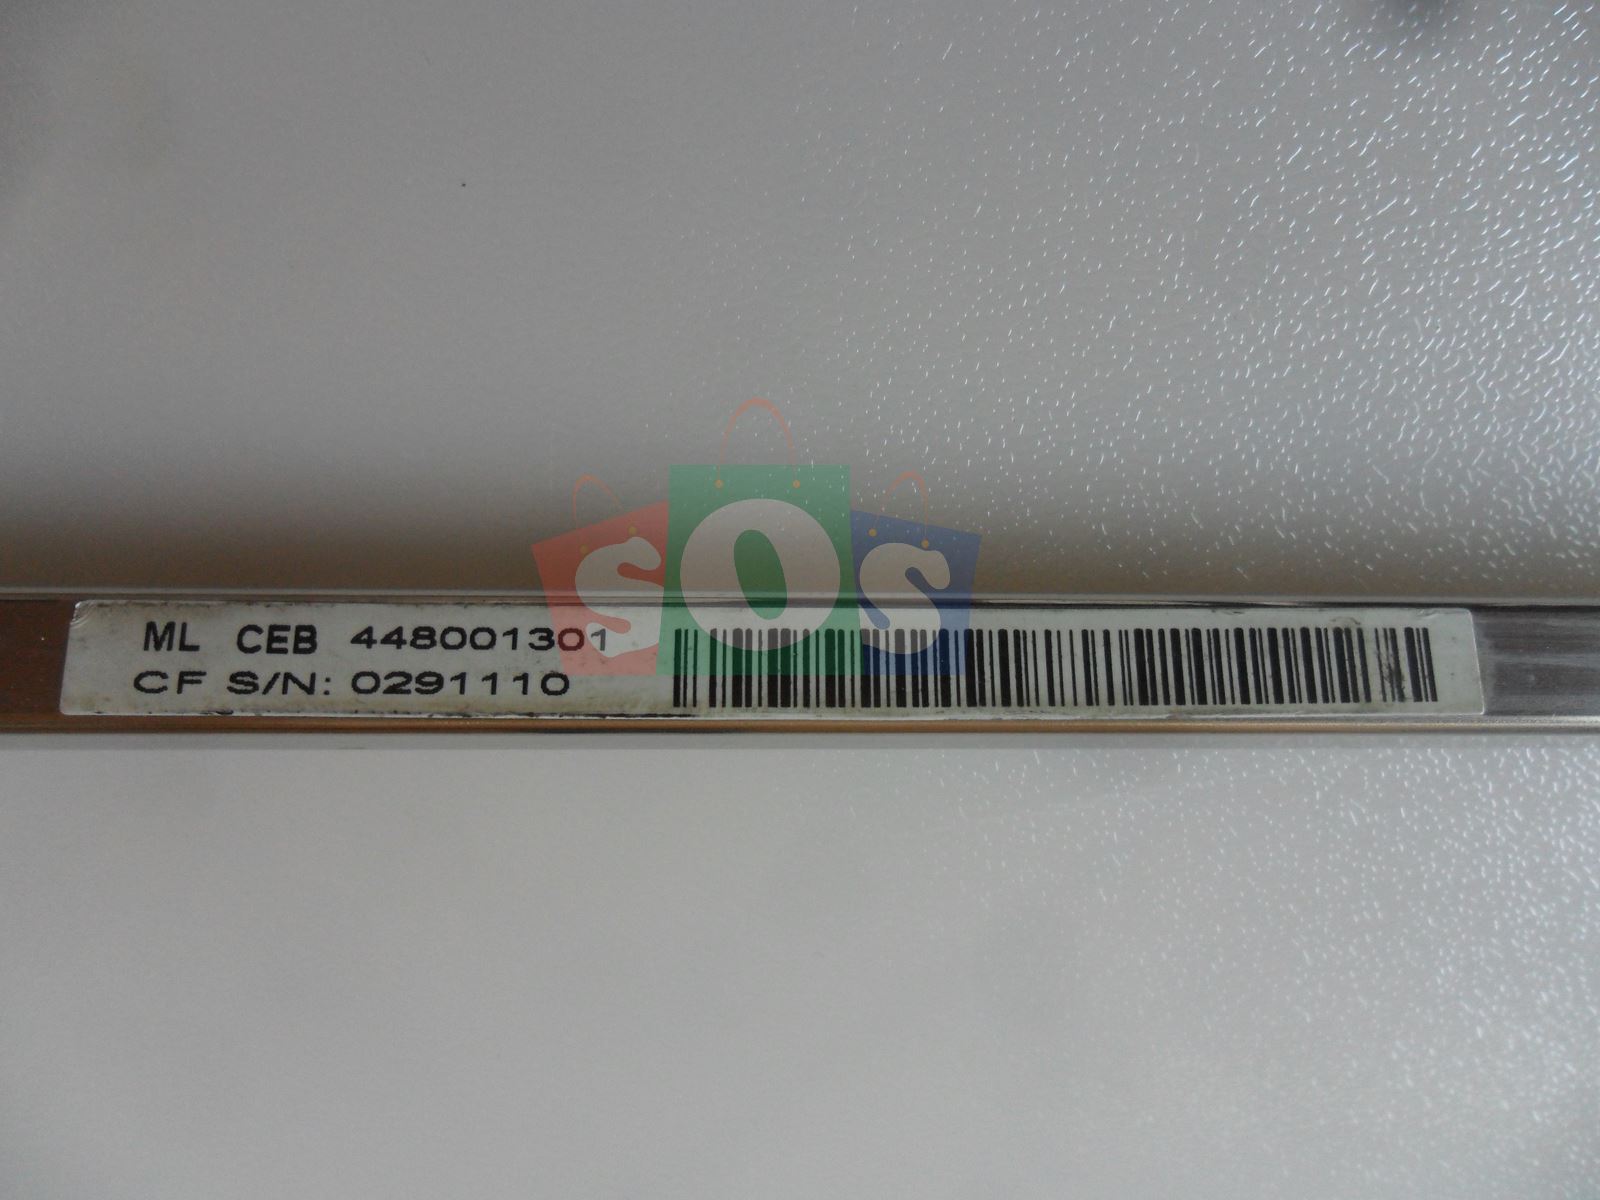 SOS
ML CEB 448001301
CF S/N: 0291110